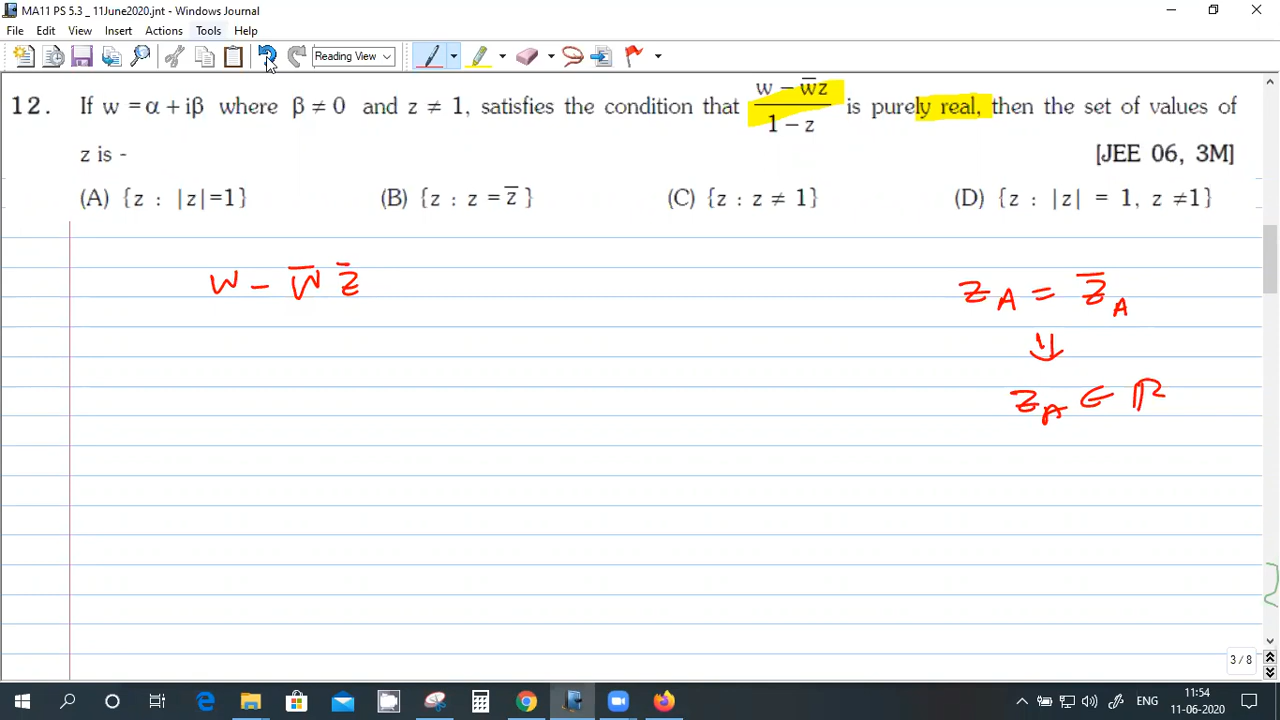 MA11 PS 5.3 _ 11June2020.jnt - Windows Journal
File Edit View Insert Actions Tools Help
Reading View
12. If w = α + iβ where β ≠ 0 and z ≠ 1, satisfies the condition that (w − w̅z)/(1 − z) is purely real, then the set of values of
z is - [JEE 06, 3M]
(A) {z : |z|=1} (B) {z : z = z̅ } (C) {z : z ≠ 1} (D) {z : |z| = 1, z ≠1}
W − W̅ z̅
z_A = z̅_A
⇓
z_A ∈ ℝ
3 / 8
ENG
11:54
11-06-2020